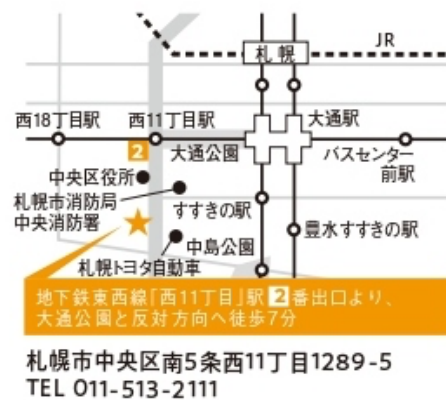 JR
札幌
西18丁目駅
西11丁目駅
大通駅
2
大通公園
バスセンター
前駅
中央区役所
札幌市消防局
中央消防署
すすきの駅
豊水すすきの駅
中島公園
札幌トヨタ自動車
地下鉄東西線「西11丁目」駅2番出口より、
大通公園と反対方向へ徒歩7分
札幌市中央区南5条西11丁目1289-5
TEL 011-513-2111